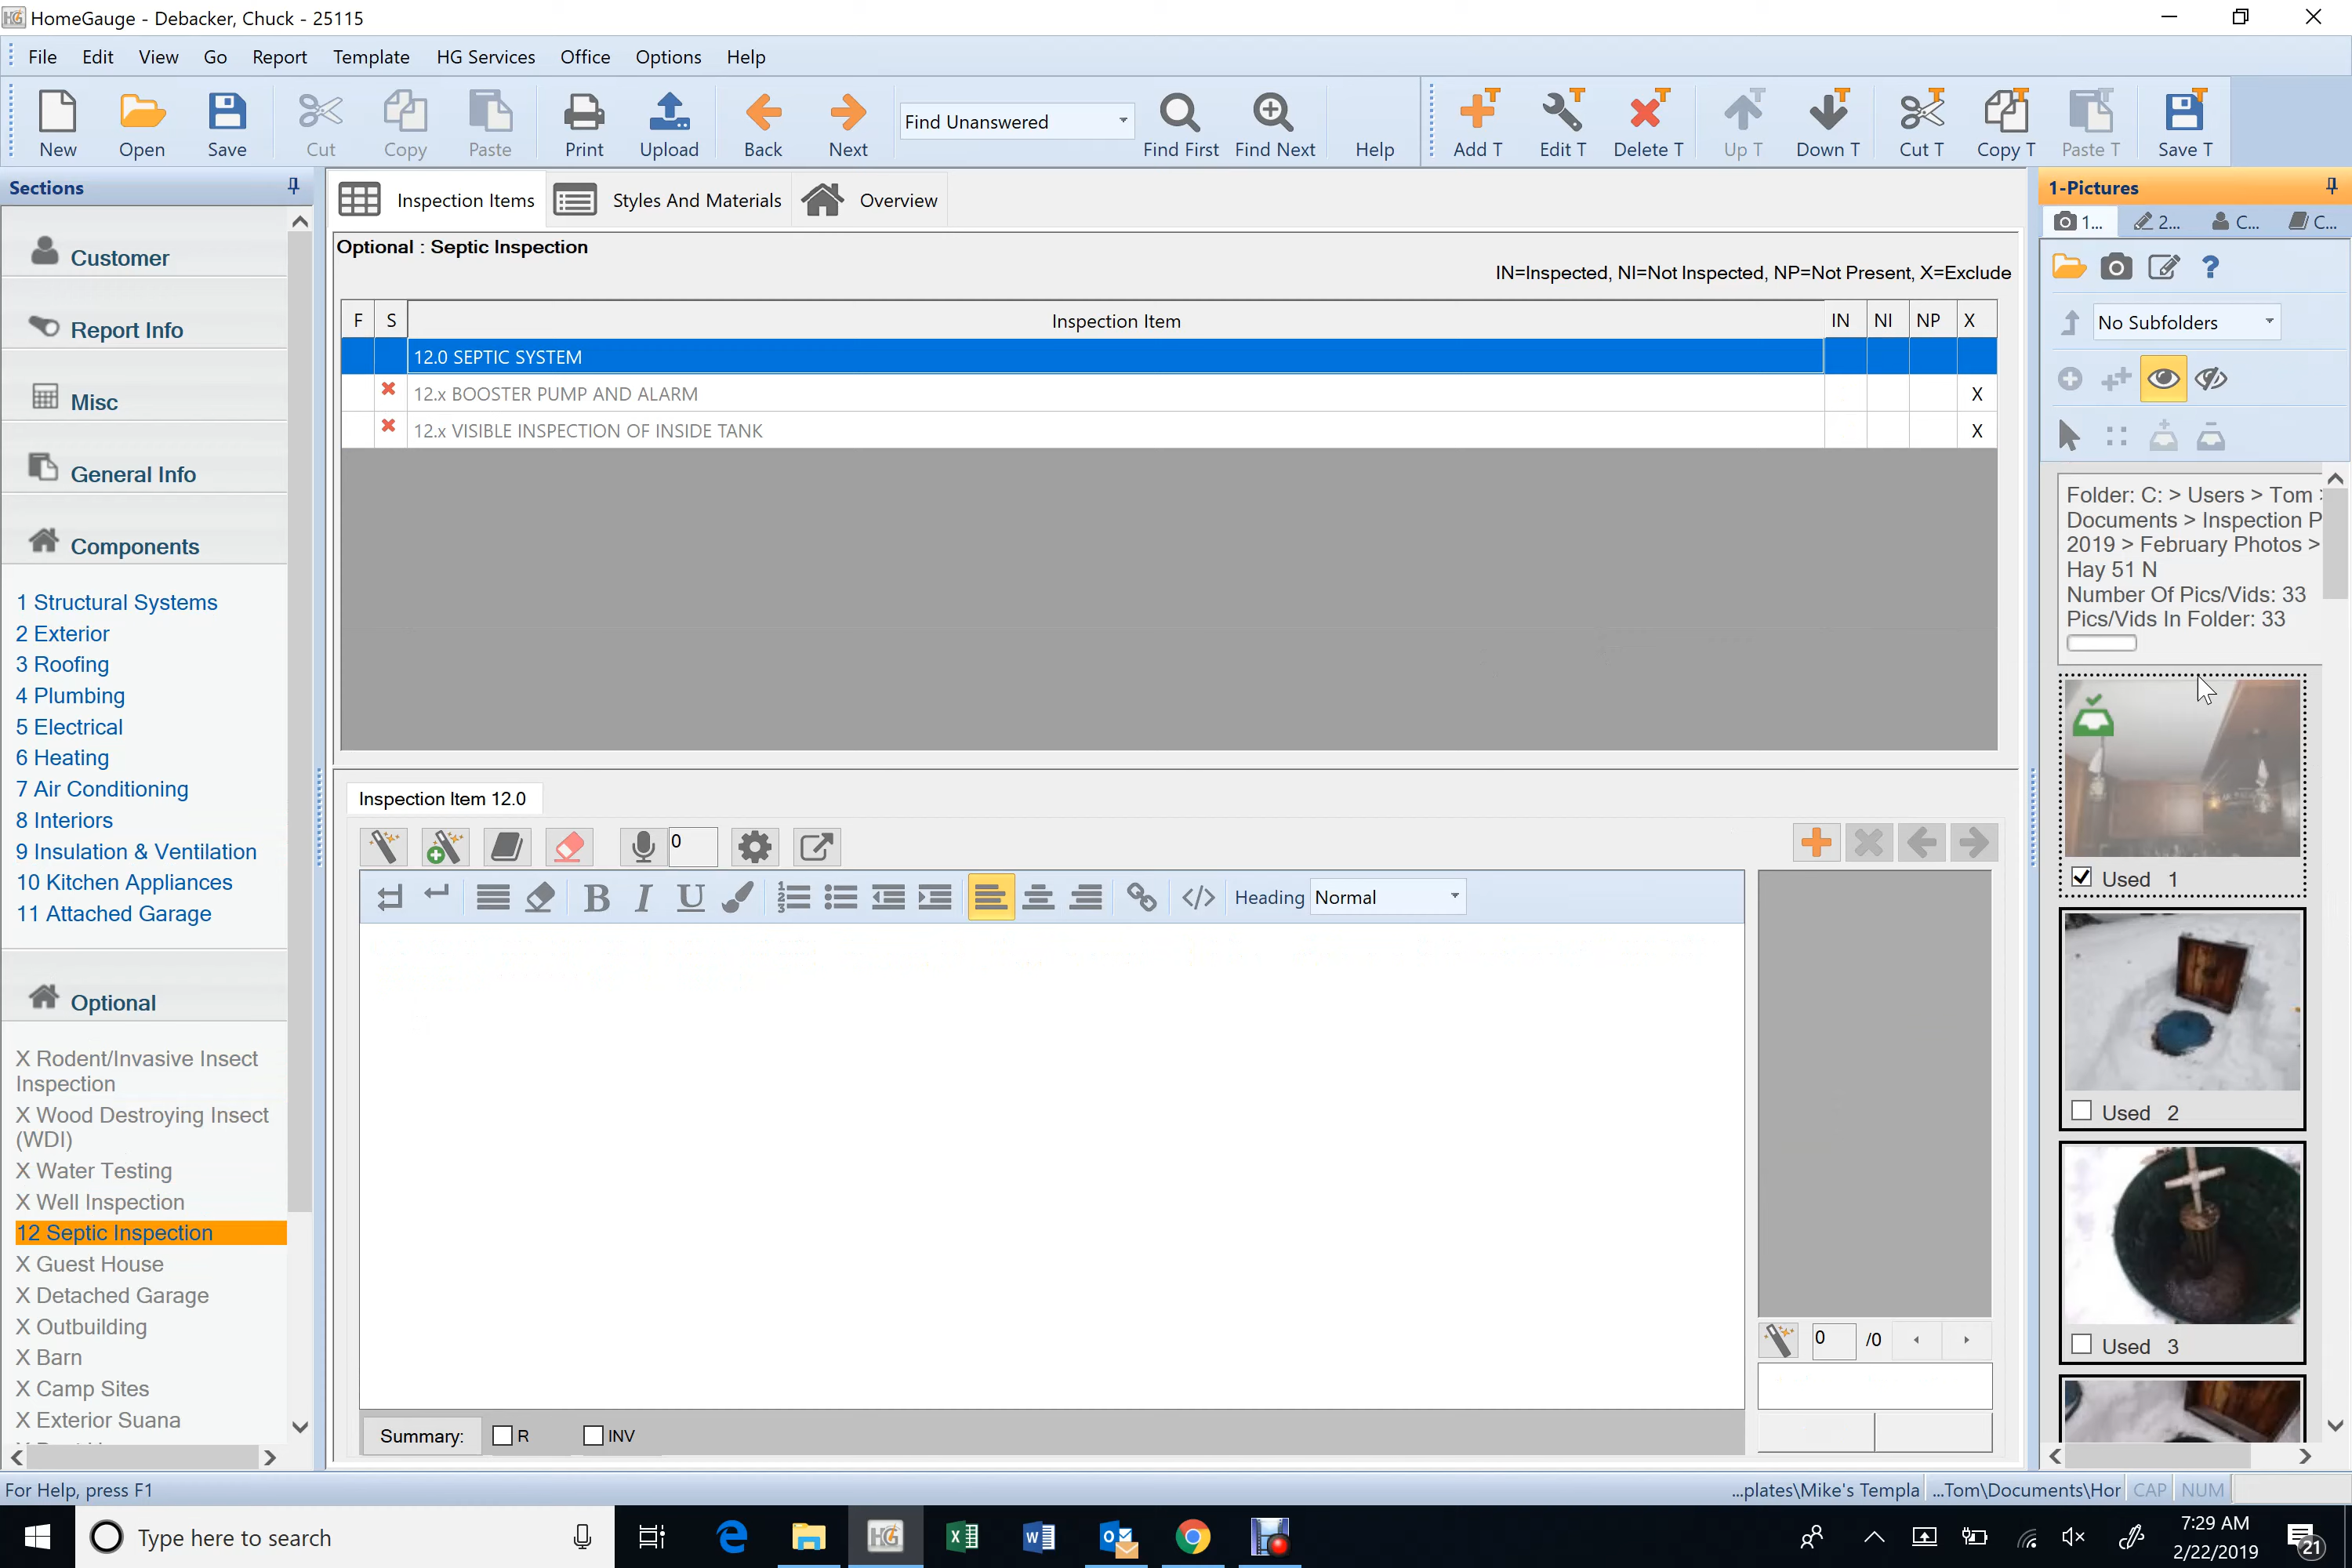 HG HomeGauge - Debacker, Chuck - 25115
File Edit View Go Report Template HG Services Office Options Help
New Open Save Cut Copy Paste Print Upload Back Next Find Unanswered Find First Find Next Help Add T Edit T Delete T Up T Down T Cut T Copy T Paste T Save T
Sections
Customer
Report Info
Misc
General Info
Components
1 Structural Systems
2 Exterior
3 Roofing
4 Plumbing
5 Electrical
6 Heating
7 Air Conditioning
8 Interiors
9 Insulation & Ventilation
10 Kitchen Appliances
11 Attached Garage
Optional
X Rodent/Invasive Insect
Inspection
X Wood Destroying Insect
(WDI)
X Water Testing
X Well Inspection
12 Septic Inspection
X Guest House
X Detached Garage
X Outbuilding
X Barn
X Camp Sites
X Exterior Suana
Inspection Items Styles And Materials Overview
Optional : Septic Inspection
IN=Inspected, NI=Not Inspected, NP=Not Present, X=Exclude
F S Inspection Item IN NI NP X
12.0 SEPTIC SYSTEM
12.x BOOSTER PUMP AND ALARM X
12.x VISIBLE INSPECTION OF INSIDE TANK X
Inspection Item 12.0
0
B I U Heading Normal
0 /0
Summary: R INV
1-Pictures
1... 2... C... C...
?
No Subfolders
Folder: C: > Users > Tom >
Documents > Inspection P
2019 > February Photos >
Hay 51 N
Number Of Pics/Vids: 33
Pics/Vids In Folder: 33
Used 1
Used 2
Used 3
For Help, press F1 ...plates\Mike's Templa ...Tom\Documents\Hor CAP NUM
Type here to search
HG
7:29 AM
2/22/2019
21